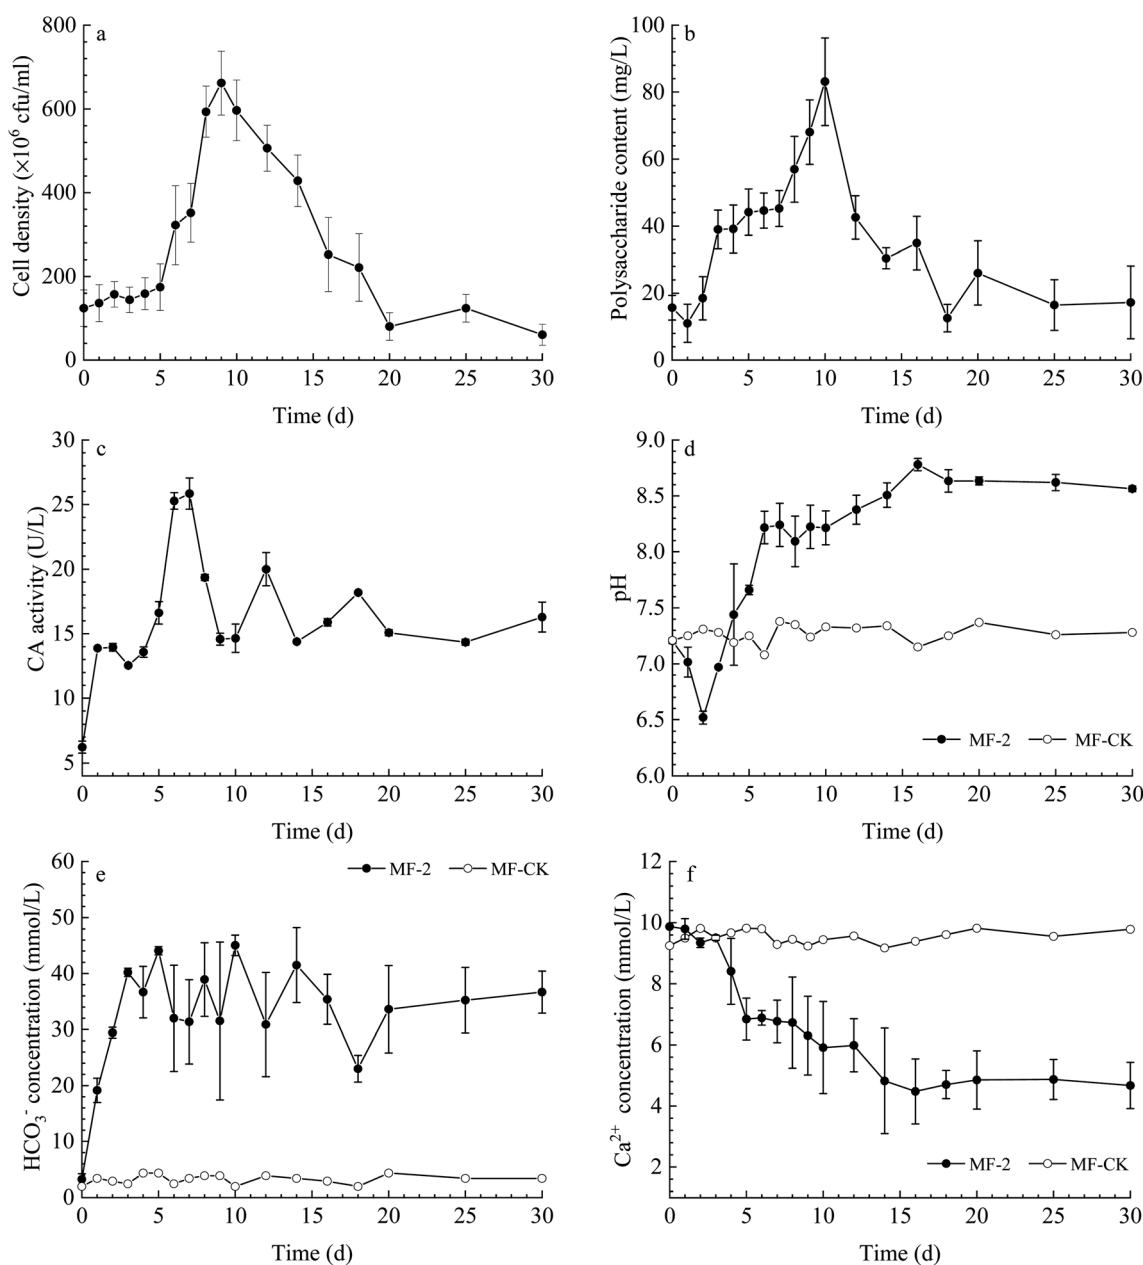 a
800
600
400
200
0
Cell density (×10⁶ cfu/ml)
0 5 10 15 20 25 30
Time (d)
b
100
80
60
40
20
0
Polysaccharide content (mg/L)
0 5 10 15 20 25 30
Time (d)
c
30
25
20
15
10
5
CA activity (U/L)
0 5 10 15 20 25 30
Time (d)
d
9.0
8.5
8.0
7.5
7.0
6.5
6.0
pH
MF-2 MF-CK
0 5 10 15 20 25 30
Time (d)
e
60
50
40
30
20
10
0
HCO₃⁻ concentration (mmol/L)
MF-2 MF-CK
0 5 10 15 20 25 30
Time (d)
f
12
10
8
6
4
2
Ca²⁺ concentration (mmol/L)
MF-2 MF-CK
0 5 10 15 20 25 30
Time (d)